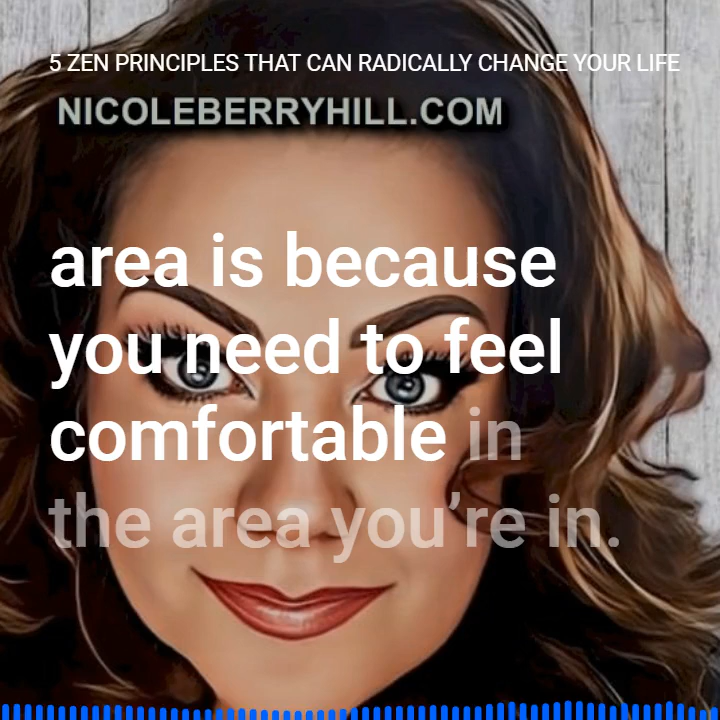 5 ZEN PRINCIPLES THAT CAN RADICALLY CHANGE YOUR LIFE
NICOLEBERRYHILL.COM
area is because
you need to feel
comfortable in
the area you’re in.